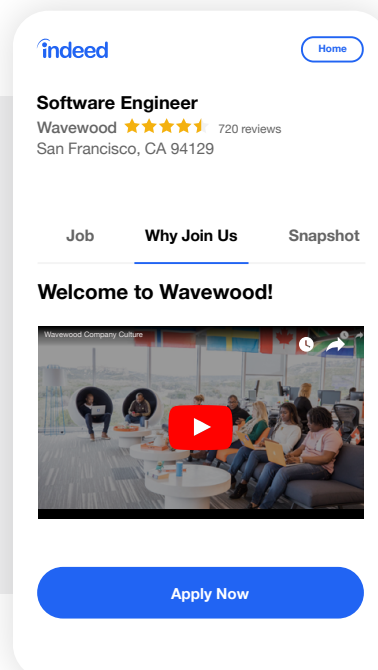 indeed
Home
Software Engineer
Wavewood 720 reviews
San Francisco, CA 94129
Job Why Join Us Snapshot
Welcome to Wavewood!
Wavewood Company Culture
Apply Now